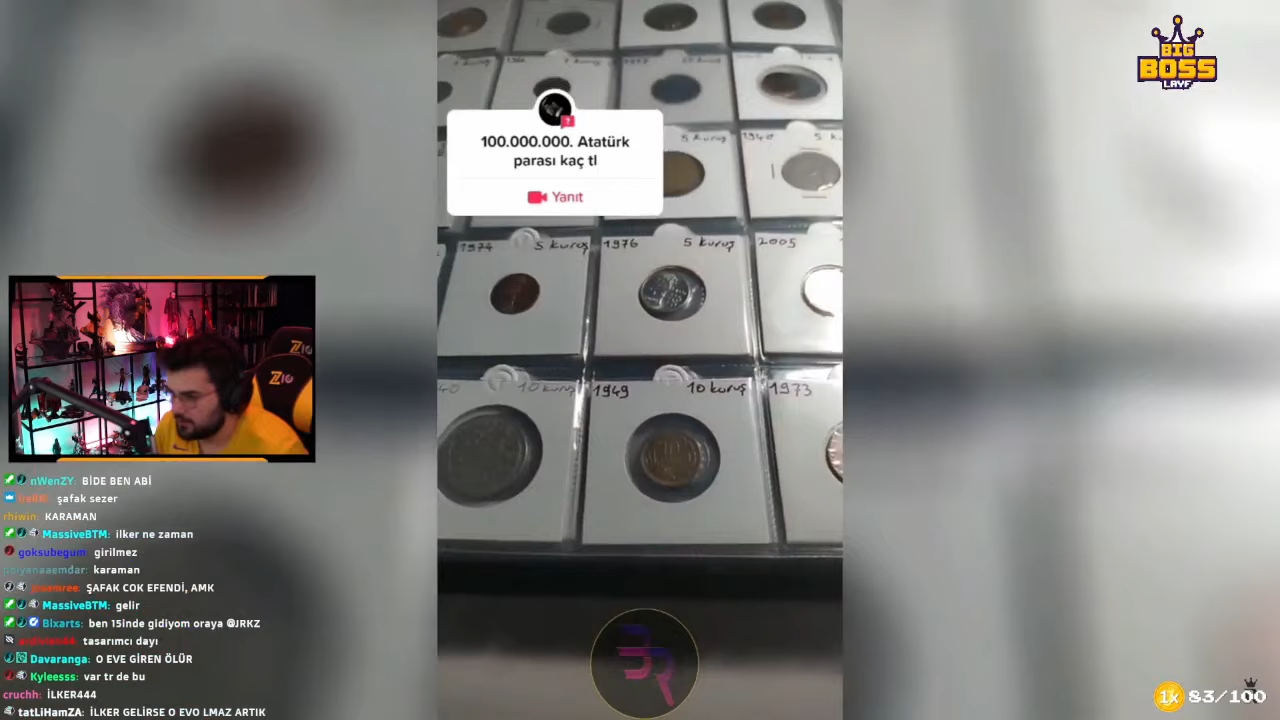 BIG
BOSS
LAYF
100.000.000. Atatürk
parası kaç tl
Yanıt
5 kuruş
1974
5 kuruş
1976
5 kuruş
2005
10 kuruş
1949
10 kuruş
1973
nWenZY: BİDE BEN ABİ
şafak sezer
rhiwin: KARAMAN
MassiveBTM: ilker ne zaman
goksubegum: girilmez
karaman
ŞAFAK COK EFENDİ, AMK
MassiveBTM: gelir
Blxarts: ben 15inde gidiyom oraya @JRKZ
tasarımcı dayı
Davaranga: O EVE GİREN ÖLÜR
Kyleesss: var tr de bu
cruchh: İLKER444
tatLiHamZA: İLKER GELİRSE O EVO LMAZ ARTIK
1k 83/100